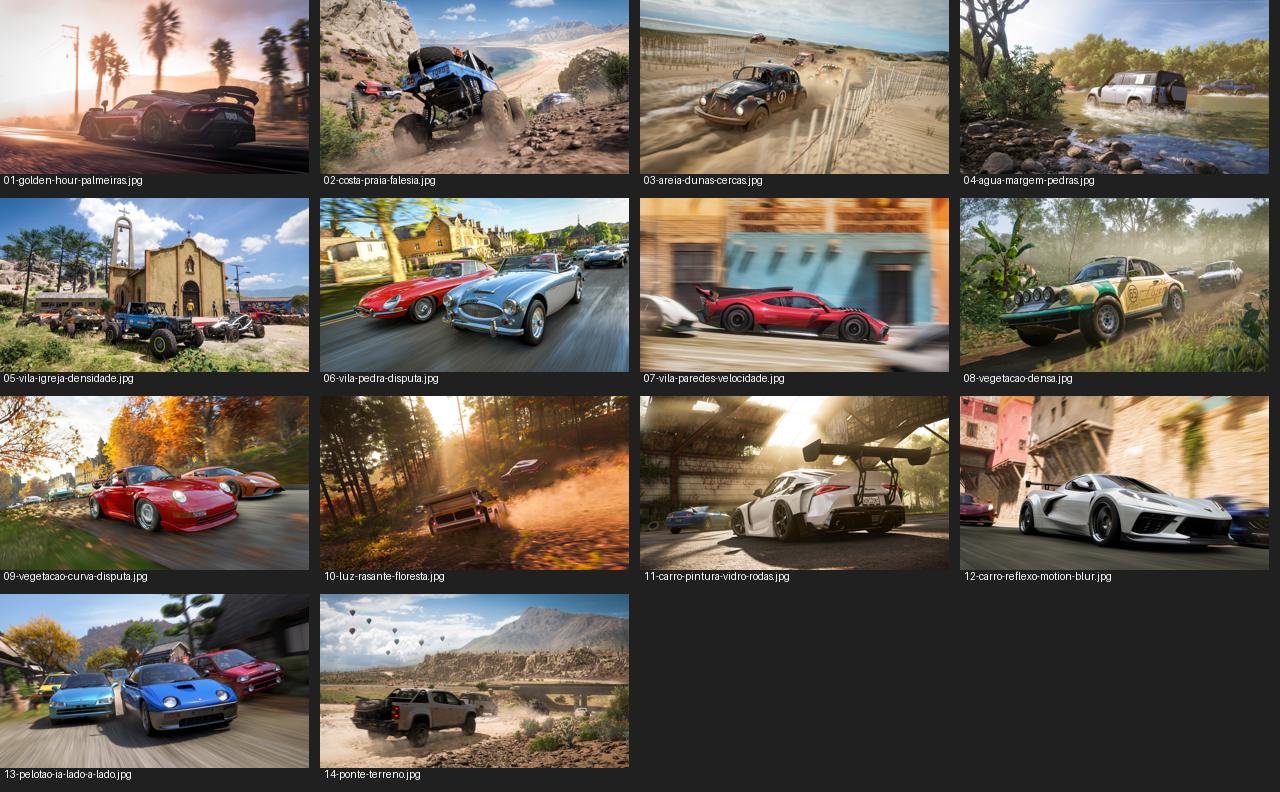 01-golden-hour-palmeiras.jpg
02-costa-praia-falesia.jpg
03-areia-dunas-cercas.jpg
04-agua-margem-pedras.jpg
05-vila-igreja-densidade.jpg
06-vila-pedra-disputa.jpg
07-vila-paredes-velocidade.jpg
08-vegetacao-densa.jpg
09-vegetacao-curva-disputa.jpg
10-luz-rasante-floresta.jpg
11-carro-pintura-vidro-rodas.jpg
12-carro-reflexo-motion-blur.jpg
13-pelotao-ia-lado-a-lado.jpg
14-ponte-terreno.jpg